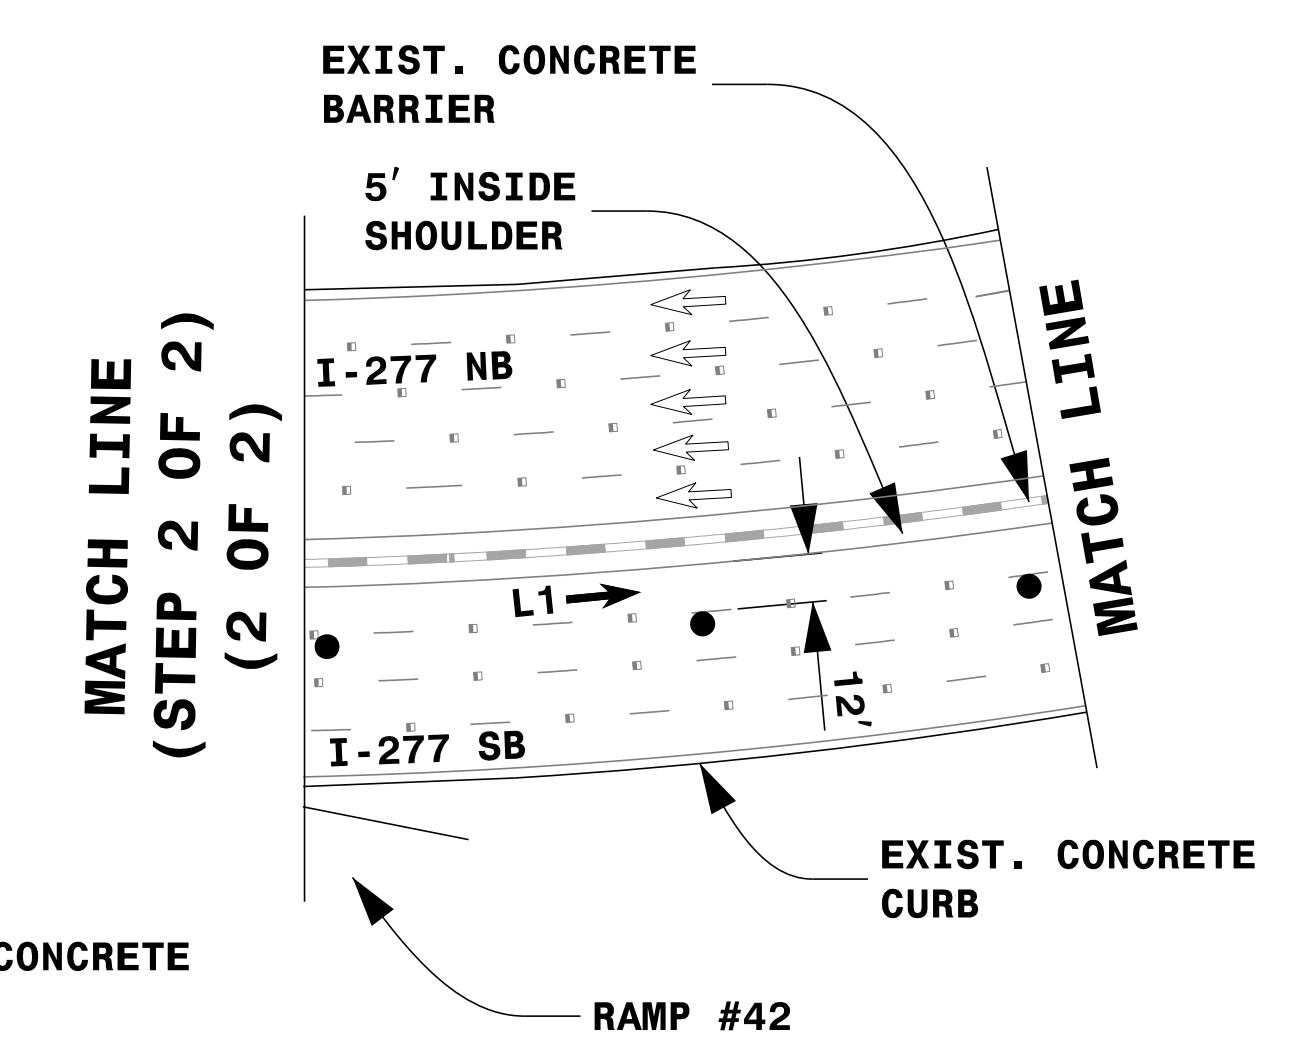 EXIST. CONCRETE
BARRIER
5' INSIDE
SHOULDER
MATCH LINE
(STEP 2 OF 2)
(2 OF 2)
I-277 NB
MATCH LINE
L1
12'
I-277 SB
EXIST. CONCRETE
CURB
CONCRETE
RAMP #42